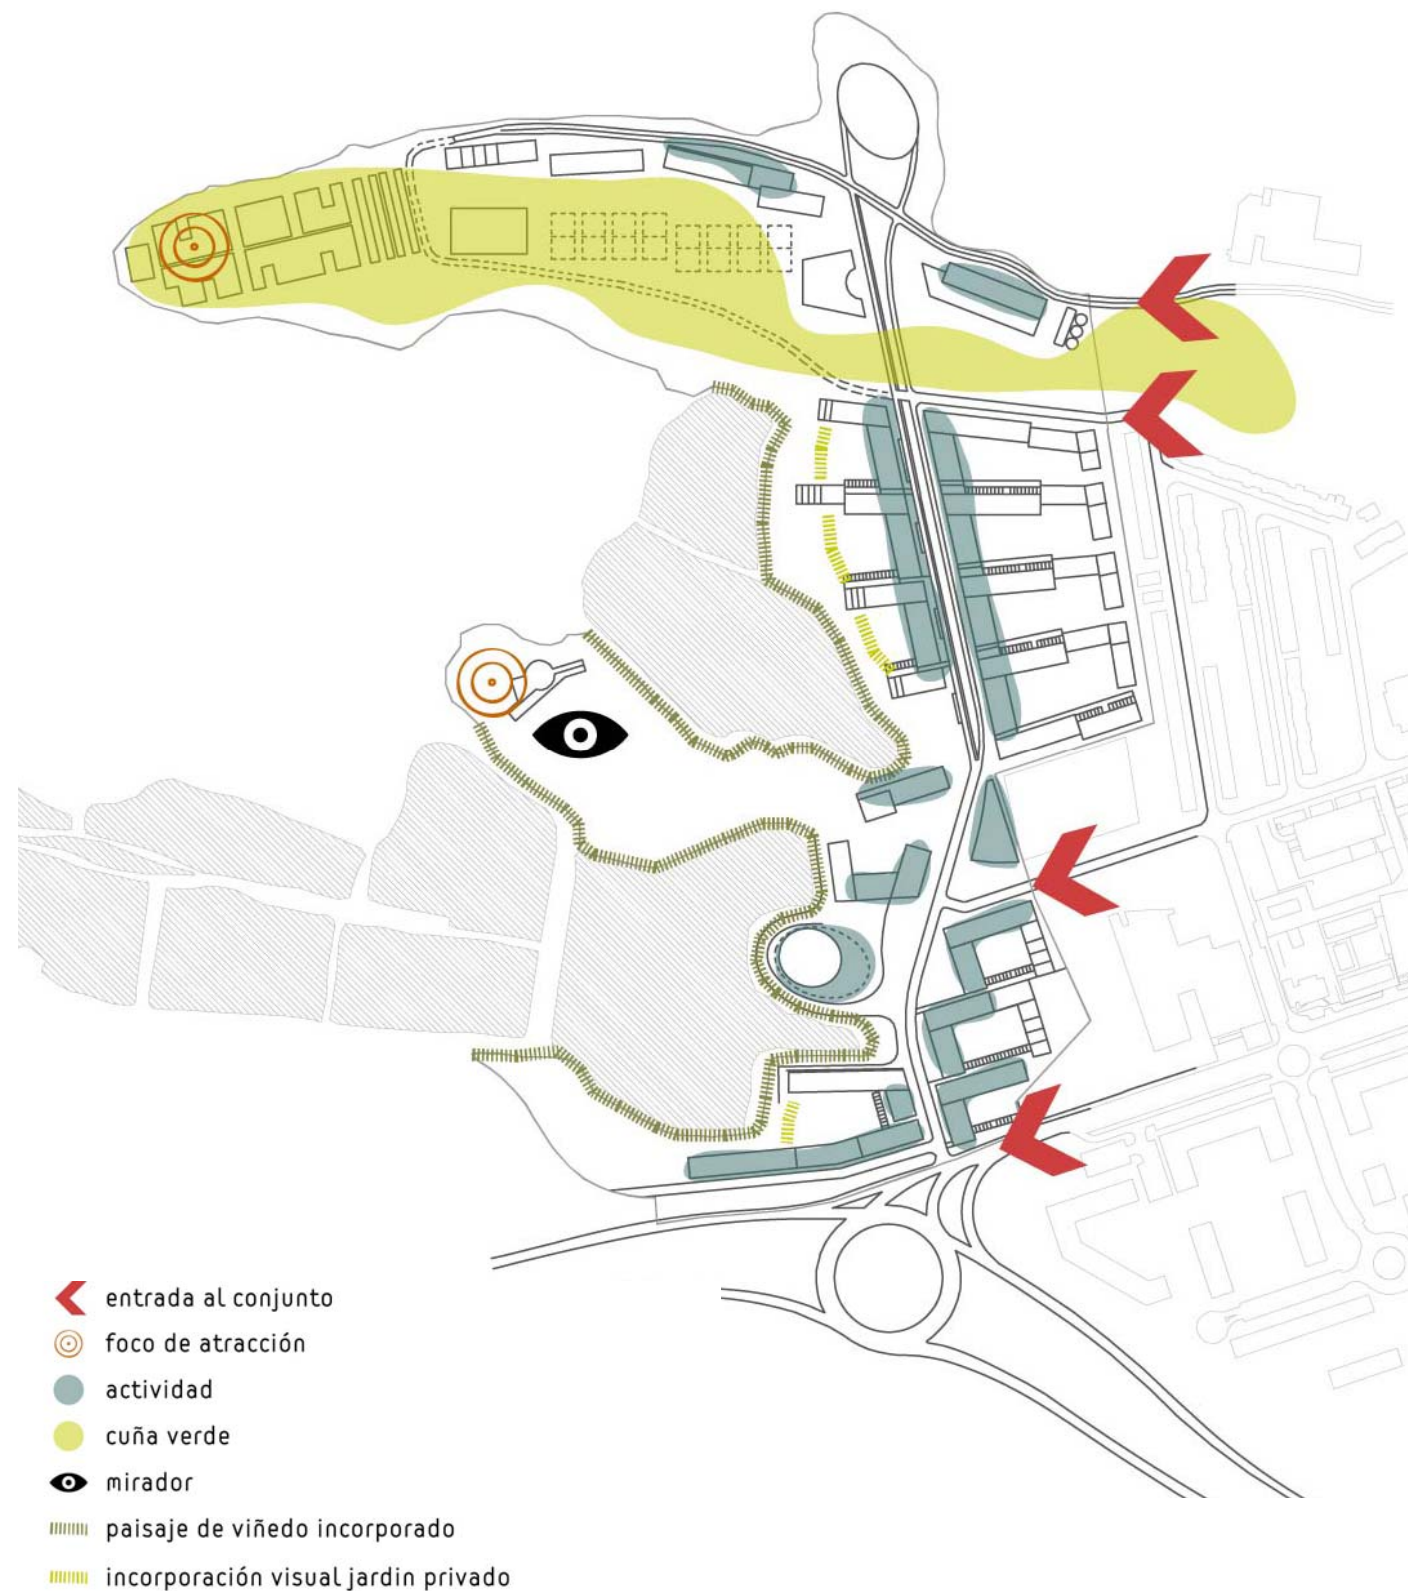 entrada al conjunto
foco de atracción
actividad
cuña verde
mirador
paisaje de viñedo incorporado
incorporación visual jardin privado